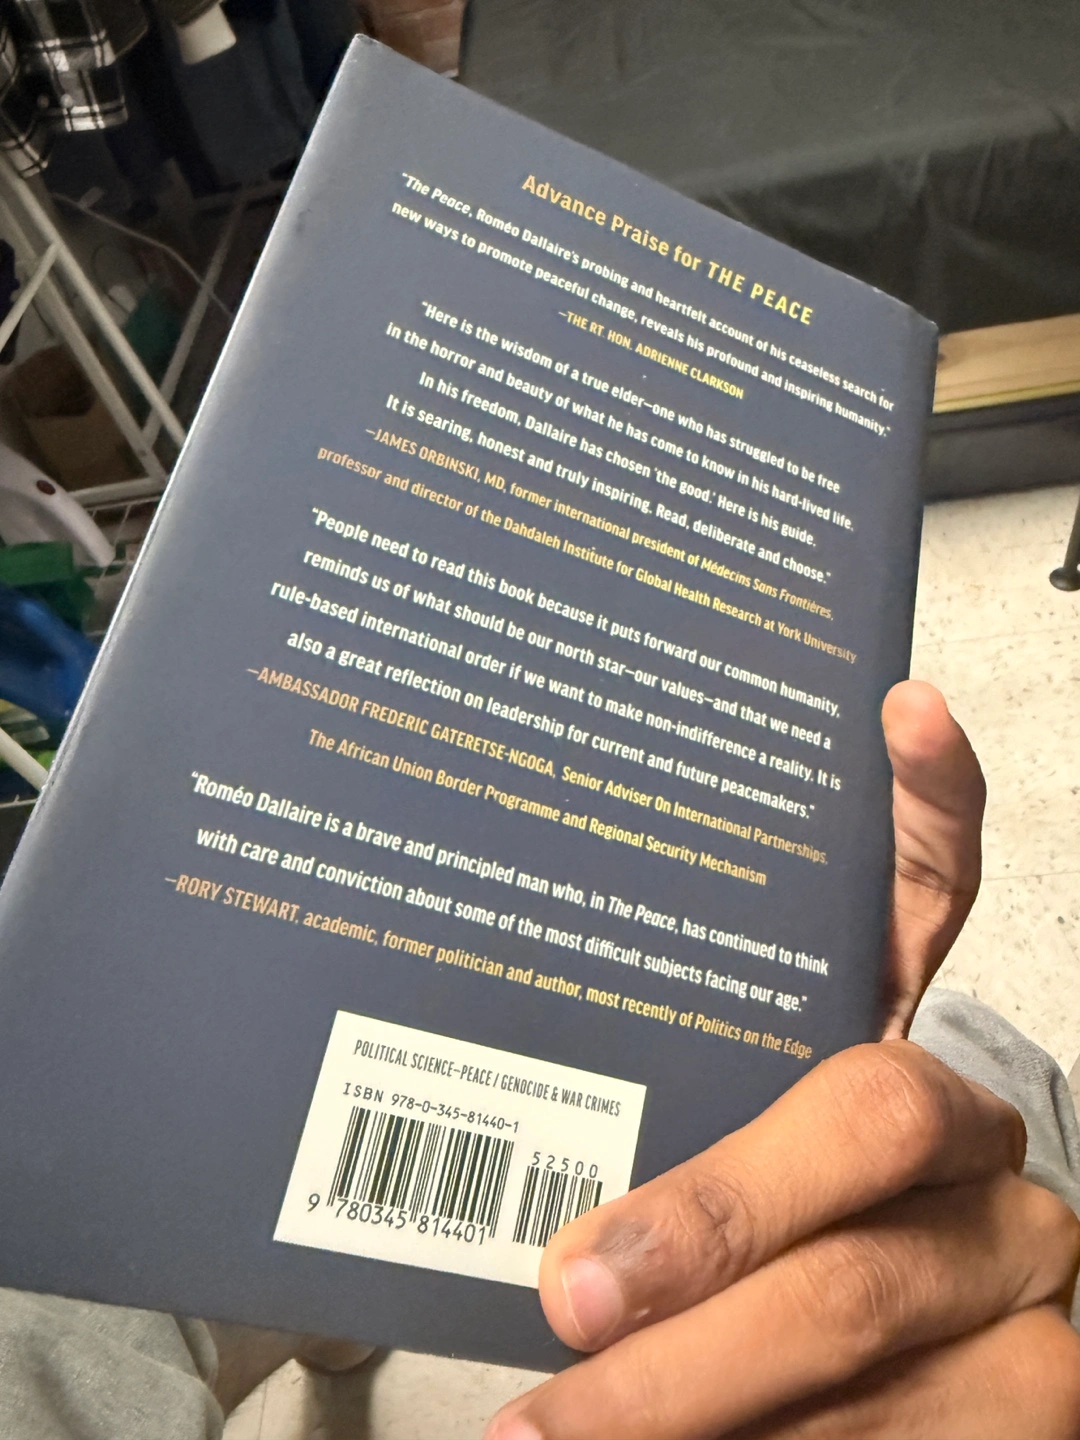 Advance Praise for THE PEACE
"The Peace, Roméo Dallaire's probing and heartfelt account of his ceaseless search for
new ways to promote peaceful change, reveals his profound and inspiring humanity."
—THE RT. HON. ADRIENNE CLARKSON
"Here is the wisdom of a true elder—one who has struggled to be free
in the horror and beauty of what he has come to know in his hard-lived life.
In his freedom, Dallaire has chosen 'the good.' Here is his guide.
It is searing, honest and truly inspiring. Read, deliberate and choose."
—JAMES ORBINSKI, MD, former international president of Médecins Sans Frontières,
professor and director of the Dahdaleh Institute for Global Health Research at York University
"People need to read this book because it puts forward our common humanity,
reminds us of what should be our north star—our values—and that we need a
rule-based international order if we want to make non-indifference a reality. It is
also a great reflection on leadership for current and future peacemakers."
—AMBASSADOR FREDERIC GATERETSE-NGOGA, Senior Adviser On International Partnerships,
The African Union Border Programme and Regional Security Mechanism
"Roméo Dallaire is a brave and principled man who, in The Peace, has continued to think
with care and conviction about some of the most difficult subjects facing our age."
—RORY STEWART, academic, former politician and author, most recently of Politics on the Edge
POLITICAL SCIENCE—PEACE / GENOCIDE & WAR CRIMES
ISBN 978-0-345-81440-1
52500
9 780345 814401